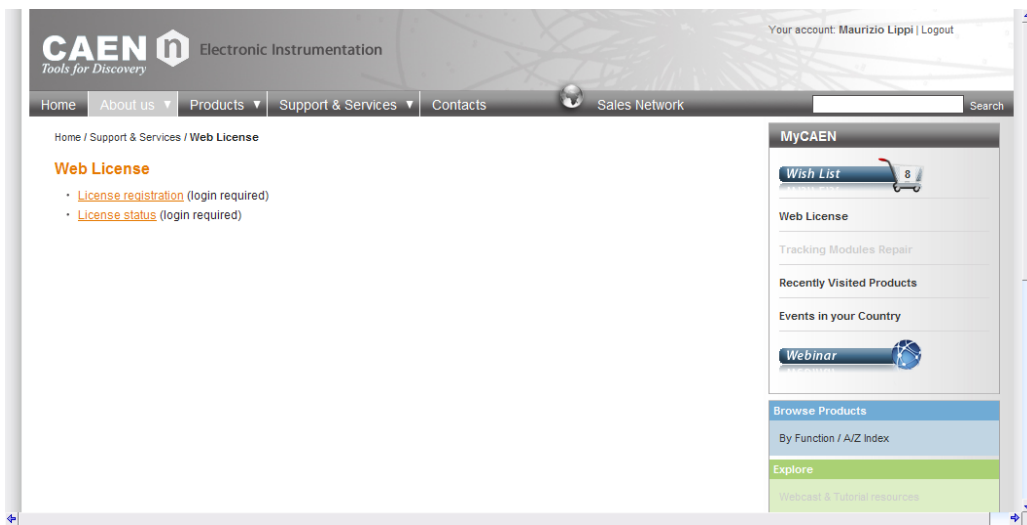 Your account: Maurizio Lippi | Logout
CAEN n Electronic Instrumentation
Tools for Discovery
Home About us ▼ Products ▼ Support & Services ▼ Contacts Sales Network Search
Home / Support & Services / Web License
Web License
· License registration (login required)
· License status (login required)
MyCAEN
Wish List 8
Web License
Tracking Modules Repair
Recently Visited Products
Events in your Country
Webinar
Browse Products
By Function / A/Z Index
Explore
Webcast & Tutorial resources